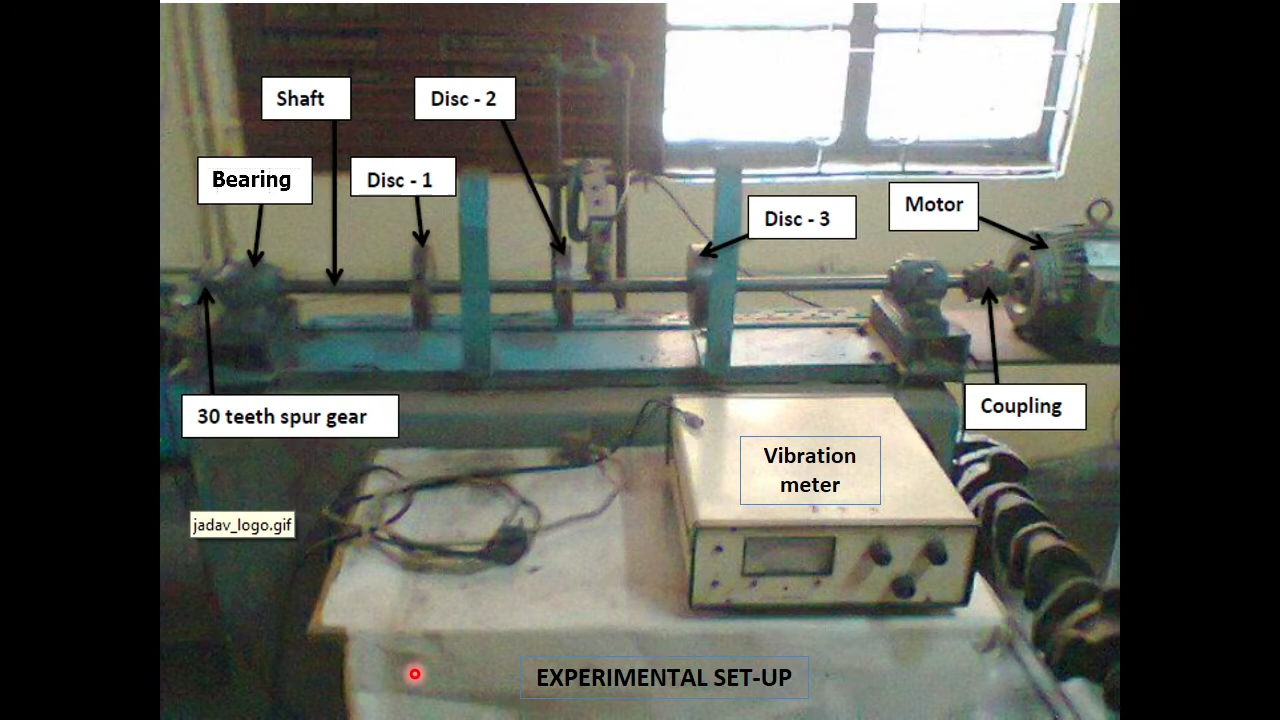 Shaft
Disc - 2
Bearing
Disc - 1
Disc - 3
Motor
30 teeth spur gear
Coupling
Vibration
meter
jadav_logo.gif
EXPERIMENTAL SET-UP